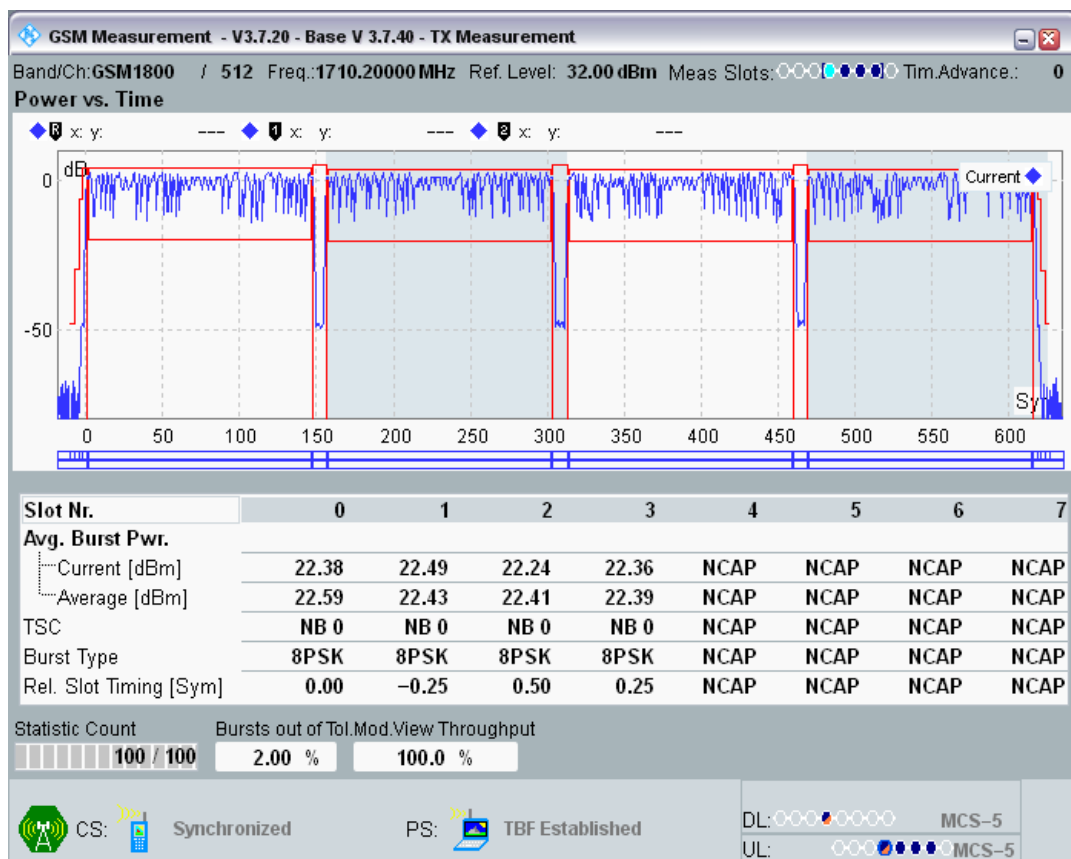 GSM Measurement - V3.7.20 - Base V 3.7.40 - TX Measurement
Band/Ch:GSM1800 / 512 Freq.:1710.20000 MHz Ref. Level: 32.00 dBm Meas Slots: Tim.Advance.: 0
Power vs. Time
R x: y: --- 1 x: y: --- 2 x: y: ---
dB
Current
0
-50
Sy
0 50 100 150 200 250 300 350 400 450 500 550 600
Slot Nr. 0 1 2 3 4 5 6 7
Avg. Burst Pwr.
Current [dBm] 22.38 22.49 22.24 22.36 NCAP NCAP NCAP NCAP
Average [dBm] 22.59 22.43 22.41 22.39 NCAP NCAP NCAP NCAP
TSC NB 0 NB 0 NB 0 NB 0 NCAP NCAP NCAP NCAP
Burst Type 8PSK 8PSK 8PSK 8PSK NCAP NCAP NCAP NCAP
Rel. Slot Timing [Sym] 0.00 −0.25 0.50 0.25 NCAP NCAP NCAP NCAP
Statistic Count Bursts out of Tol.Mod.View Throughput
100 / 100 2.00 % 100.0 %
CS: Synchronized PS: TBF Established
DL: MCS−5
UL: MCS−5